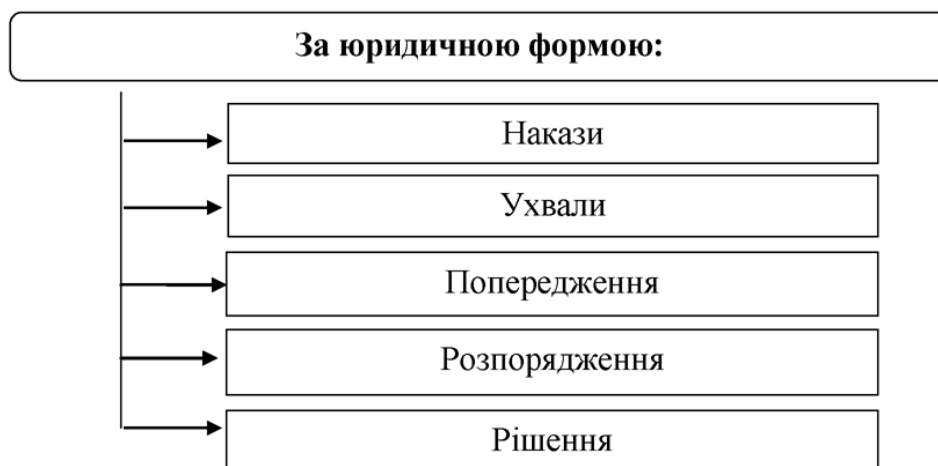 За юридичною формою:
Накази
Ухвали
Попередження
Розпорядження
Рішення